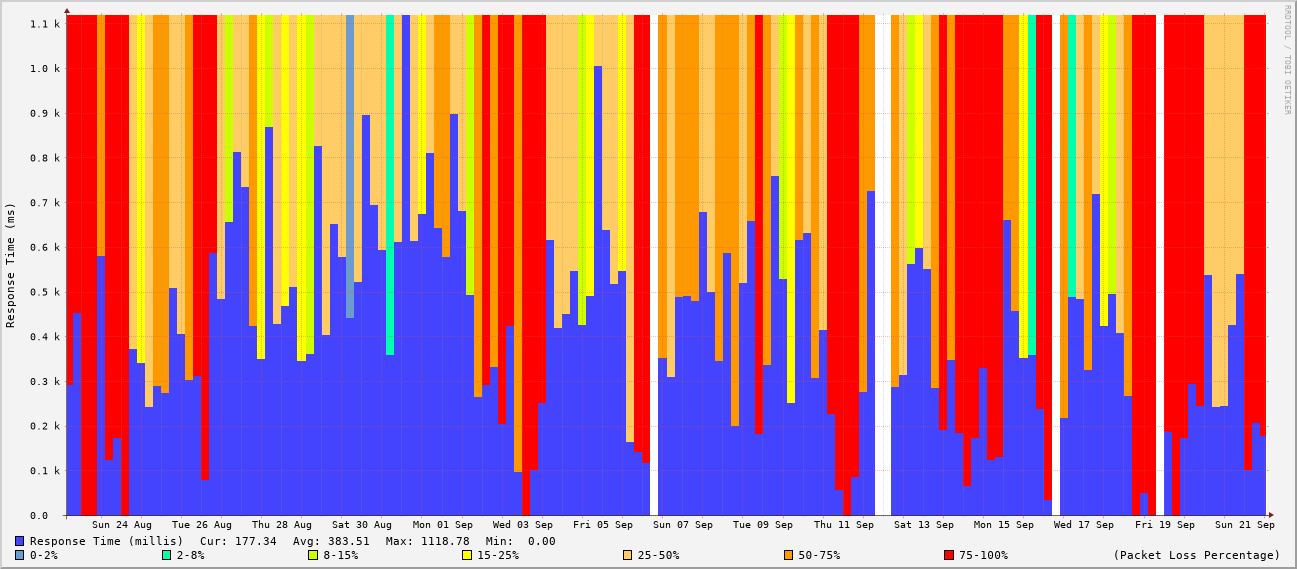 1.1 k
1.0 k
0.9 k
0.8 k
0.7 k
0.6 k
0.5 k
0.4 k
0.3 k
0.2 k
0.1 k
0.0
Response Time (ms)
RRDTOOL / TOBI OETIKER
Sun 24 Aug Tue 26 Aug Thu 28 Aug Sat 30 Aug Mon 01 Sep Wed 03 Sep Fri 05 Sep Sun 07 Sep Tue 09 Sep Thu 11 Sep Sat 13 Sep Mon 15 Sep Wed 17 Sep Fri 19 Sep Sun 21 Sep
Response Time (millis) Cur: 177.34 Avg: 383.51 Max: 1118.78 Min: 0.00
0-2% 2-8% 8-15% 15-25% 25-50% 50-75% 75-100% (Packet Loss Percentage)